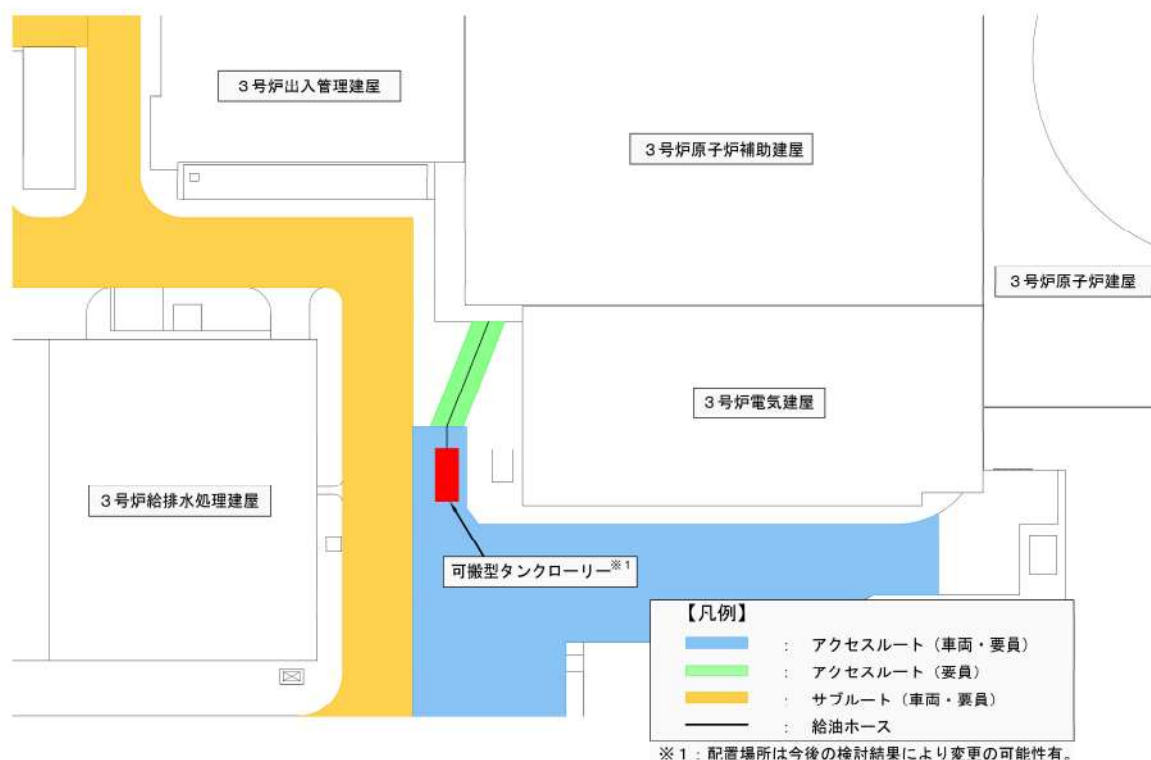 3号炉出入管理建屋
3号炉原子炉補助建屋
3号炉原子炉建屋
3号炉電気建屋
3号炉給排水処理建屋
可搬型タンクローリー※1
【凡例】
: アクセスルート(車両・要員)
: アクセスルート(要員)
: サブルート(車両・要員)
: 給油ホース
※1:配置場所は今後の検討結果により変更の可能性有。